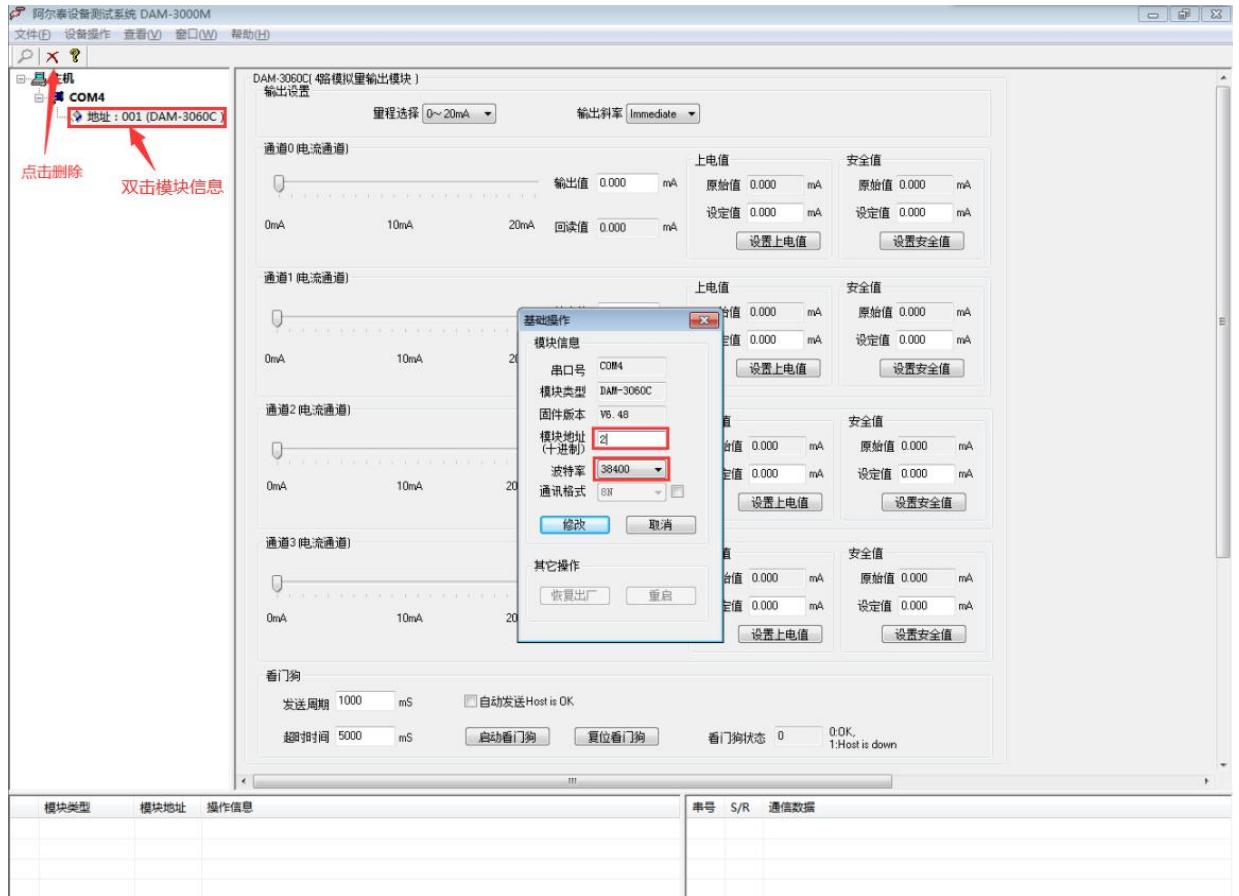 阿尔泰设备测试系统 DAM-3000M
文件(F) 设备操作 查看(V) 窗口(W) 帮助(H)
主机
COM4
地址：001 (DAM-3060C )
点击删除
双击模块信息
DAM-3060C( 4路模拟量输出模块 )
输出设置
量程选择 0~20mA 输出斜率 Immediate
通道0(电流通道)
输出值 0.000 mA
0mA 10mA 20mA 回读值 0.000 mA
上电值
原始值 0.000 mA
设定值 0.000 mA
设置上电值
安全值
原始值 0.000 mA
设定值 0.000 mA
设置安全值
通道1(电流通道)
0mA 10mA
上电值
始值 0.000 mA
定值 0.000 mA
设置上电值
安全值
原始值 0.000 mA
设定值 0.000 mA
设置安全值
通道2(电流通道)
0mA 10mA 20
值
始值 0.000 mA
定值 0.000 mA
设置上电值
安全值
原始值 0.000 mA
设定值 0.000 mA
设置安全值
通道3(电流通道)
0mA 10mA 20
值
始值 0.000 mA
定值 0.000 mA
设置上电值
安全值
原始值 0.000 mA
设定值 0.000 mA
设置安全值
基础操作
模块信息
串口号 COM4
模块类型 DAM-3060C
固件版本 V6.48
模块地址 2
(十进制)
波特率 38400
通讯格式 8N
修改 取消
其它操作
恢复出厂 重启
看门狗
发送周期 1000 mS 自动发送Host is OK
超时时间 5000 mS 启动看门狗 复位看门狗 看门狗状态 0 0:OK,
1:Host is down
模块类型 模块地址 操作信息
串号 S/R 通信数据